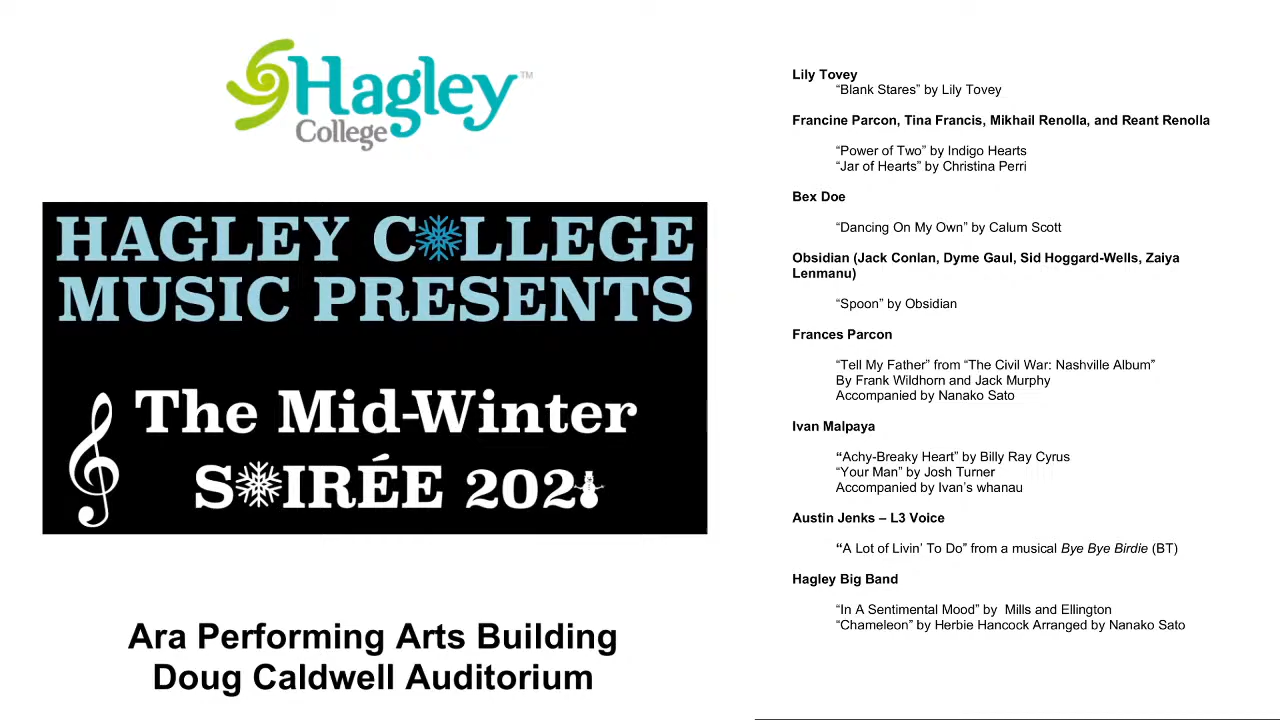 Hagley™
College
HAGLEY COLLEGE
MUSIC PRESENTS
The Mid-Winter
SOIRÉE 2021
Ara Performing Arts Building
Doug Caldwell Auditorium
Lily Tovey
“Blank Stares” by Lily Tovey
Francine Parcon, Tina Francis, Mikhail Renolla, and Reant Renolla
“Power of Two” by Indigo Hearts
“Jar of Hearts” by Christina Perri
Bex Doe
“Dancing On My Own” by Calum Scott
Obsidian (Jack Conlan, Dyme Gaul, Sid Hoggard-Wells, Zaiya
Lenmanu)
“Spoon” by Obsidian
Frances Parcon
“Tell My Father” from “The Civil War: Nashville Album”
By Frank Wildhorn and Jack Murphy
Accompanied by Nanako Sato
Ivan Malpaya
“Achy-Breaky Heart” by Billy Ray Cyrus
“Your Man” by Josh Turner
Accompanied by Ivan’s whanau
Austin Jenks – L3 Voice
“A Lot of Livin’ To Do” from a musical Bye Bye Birdie (BT)
Hagley Big Band
“In A Sentimental Mood” by  Mills and Ellington
“Chameleon” by Herbie Hancock Arranged by Nanako Sato